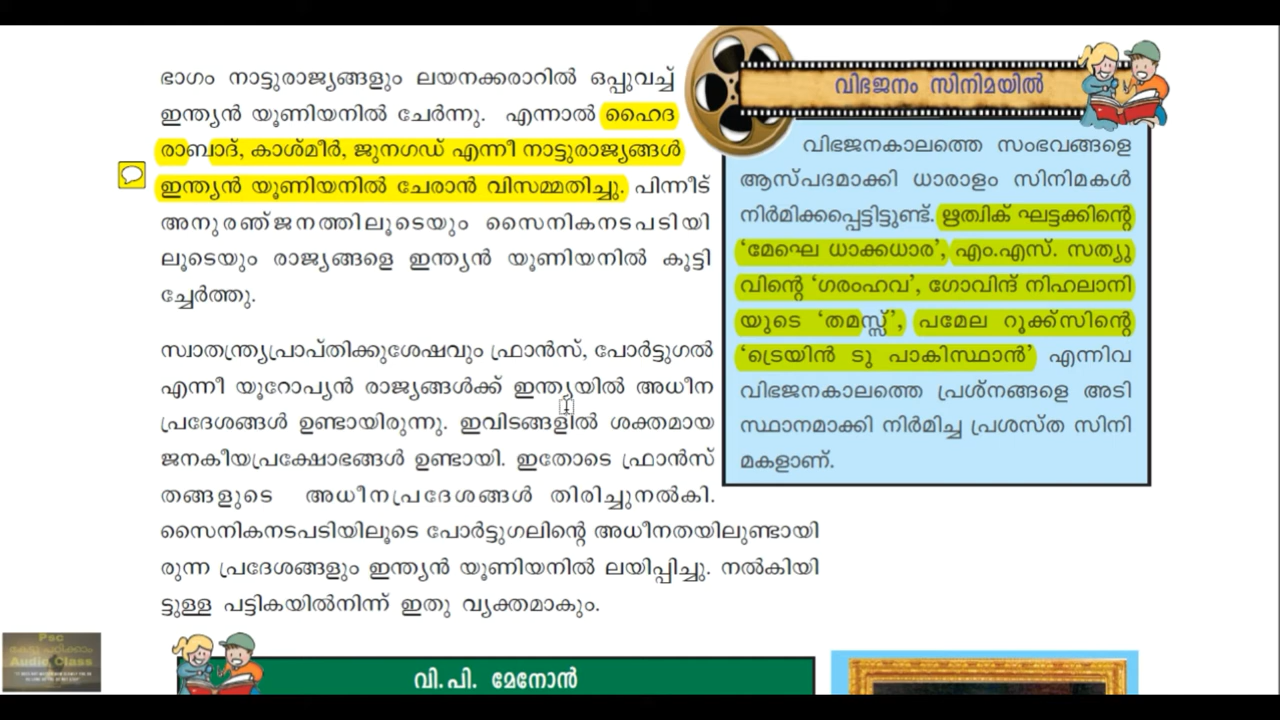 ഭാഗം നാട്ടുരാജ്യങ്ങളും ലയനക്കരാറിൽ ഒപ്പുവച്ച്
ഇന്ത്യൻ യൂണിയനിൽ ചേർന്നു. എന്നാൽ ഹൈദ
രാബാദ്, കാശ്മീർ, ജുനഗഡ് എന്നീ നാട്ടുരാജ്യങ്ങൾ
ഇന്ത്യൻ യൂണിയനിൽ ചേരാൻ വിസമ്മതിച്ചു. പിന്നീട്
അനുരഞ്ജനത്തിലൂടെയും സൈനികനടപടിയി
ലൂടെയും രാജ്യങ്ങളെ ഇന്ത്യൻ യൂണിയനിൽ കൂട്ടി
ച്ചേർത്തു.
സ്വാതന്ത്ര്യപ്രാപ്തിക്കുശേഷവും ഫ്രാൻസ്, പോർട്ടുഗൽ
എന്നീ യൂറോപ്യൻ രാജ്യങ്ങൾക്ക് ഇന്ത്യയിൽ അധീന
പ്രദേശങ്ങൾ ഉണ്ടായിരുന്നു. ഇവിടങ്ങളിൽ ശക്തമായ
ജനകീയപ്രക്ഷോഭങ്ങൾ ഉണ്ടായി. ഇതോടെ ഫ്രാൻസ്
തങ്ങളുടെ അധീനപ്രദേശങ്ങൾ തിരിച്ചുനൽകി.
സൈനികനടപടിയിലൂടെ പോർട്ടുഗലിന്റെ അധീനതയിലുണ്ടായി
രുന്ന പ്രദേശങ്ങളും ഇന്ത്യൻ യൂണിയനിൽ ലയിപ്പിച്ചു. നൽകിയി
ട്ടുള്ള പട്ടികയിൽനിന്ന് ഇതു വ്യക്തമാകും.
വിഭജനം സിനിമയിൽ
വിഭജനകാലത്തെ സംഭവങ്ങളെ
ആസ്പദമാക്കി ധാരാളം സിനിമകൾ
നിർമിക്കപ്പെട്ടിട്ടുണ്ട്. ഋത്വിക് ഘട്ടക്കിന്റെ
‘മേഘെ ധാക്കധാര’, എം.എസ്. സത്യു
വിന്റെ ‘ഗരംഹവ’, ഗോവിന്ദ് നിഹലാനി
യുടെ ‘തമസ്സ്’, പമേല റൂക്ക്സിന്റെ
‘ട്രെയിൻ ടു പാകിസ്ഥാൻ’ എന്നിവ
വിഭജനകാലത്തെ പ്രശ്നങ്ങളെ അടി
സ്ഥാനമാക്കി നിർമിച്ച പ്രശസ്ത സിനി
മകളാണ്.
വി.പി. മേനോൻ
Psc
കേട്ടു പഠിക്കാം
Audio Class